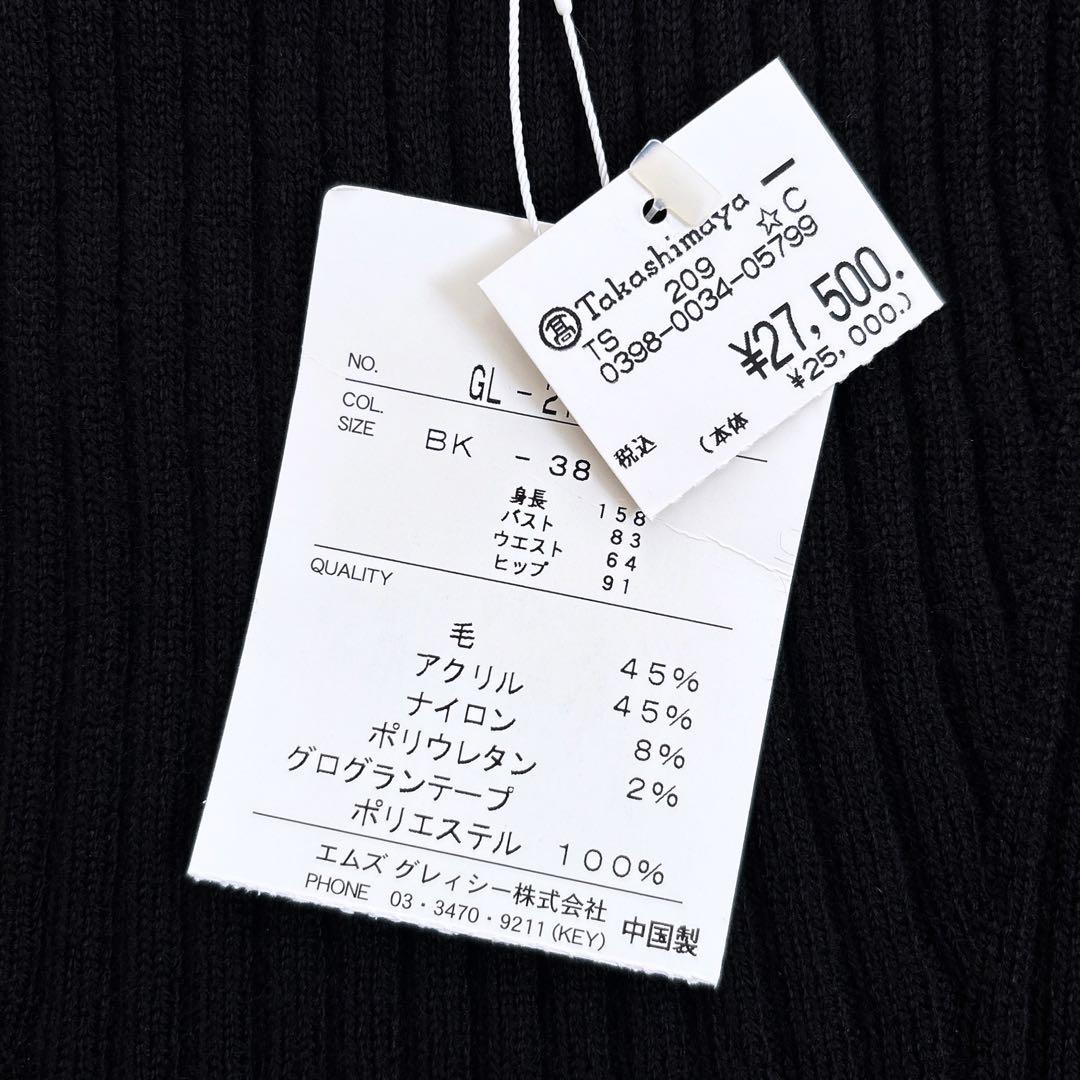 髙 Takashimaya
209 ☆C
TS
0398-0034-05799
¥27,500.
¥25,000.)
税込 (本体
NO. GL-
COL.
SIZE
BK - 38
身長 158
バスト 83
ウエスト 64
ヒップ 91
QUALITY
毛 45%
アクリル 45%
ナイロン 8%
ポリウレタン 2%
グログランテープ
ポリエステル 100%
エムズ グレィシー株式会社
PHONE 03・3470・9211(KEY) 中国製